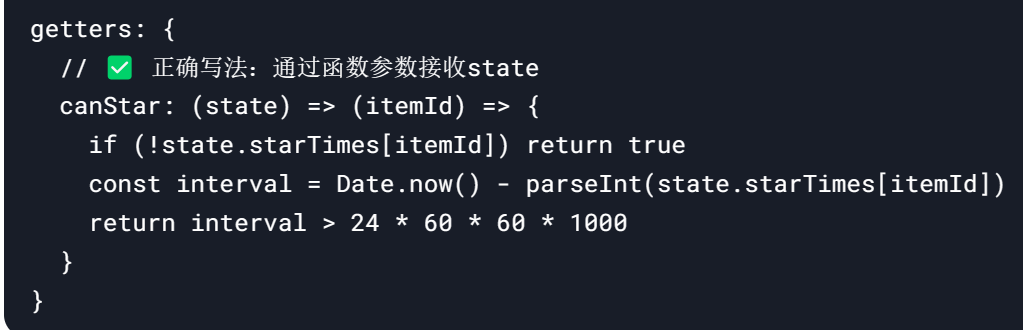 getters: {
  // ✅ 正确写法：通过函数参数接收state
  canStar: (state) => (itemId) => {
    if (!state.starTimes[itemId]) return true
    const interval = Date.now() - parseInt(state.starTimes[itemId])
    return interval > 24 * 60 * 60 * 1000
  }
}